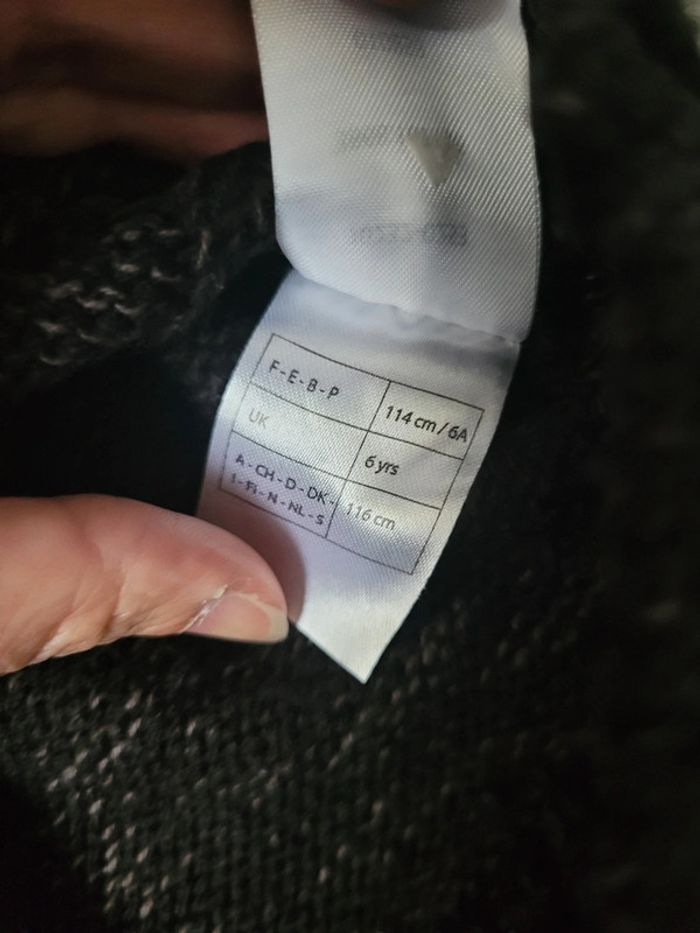 F - E - B - P
114 cm / 6A
UK
6 yrs
A - CH - D - DK -
I - Fi - N - NL - S
116 cm